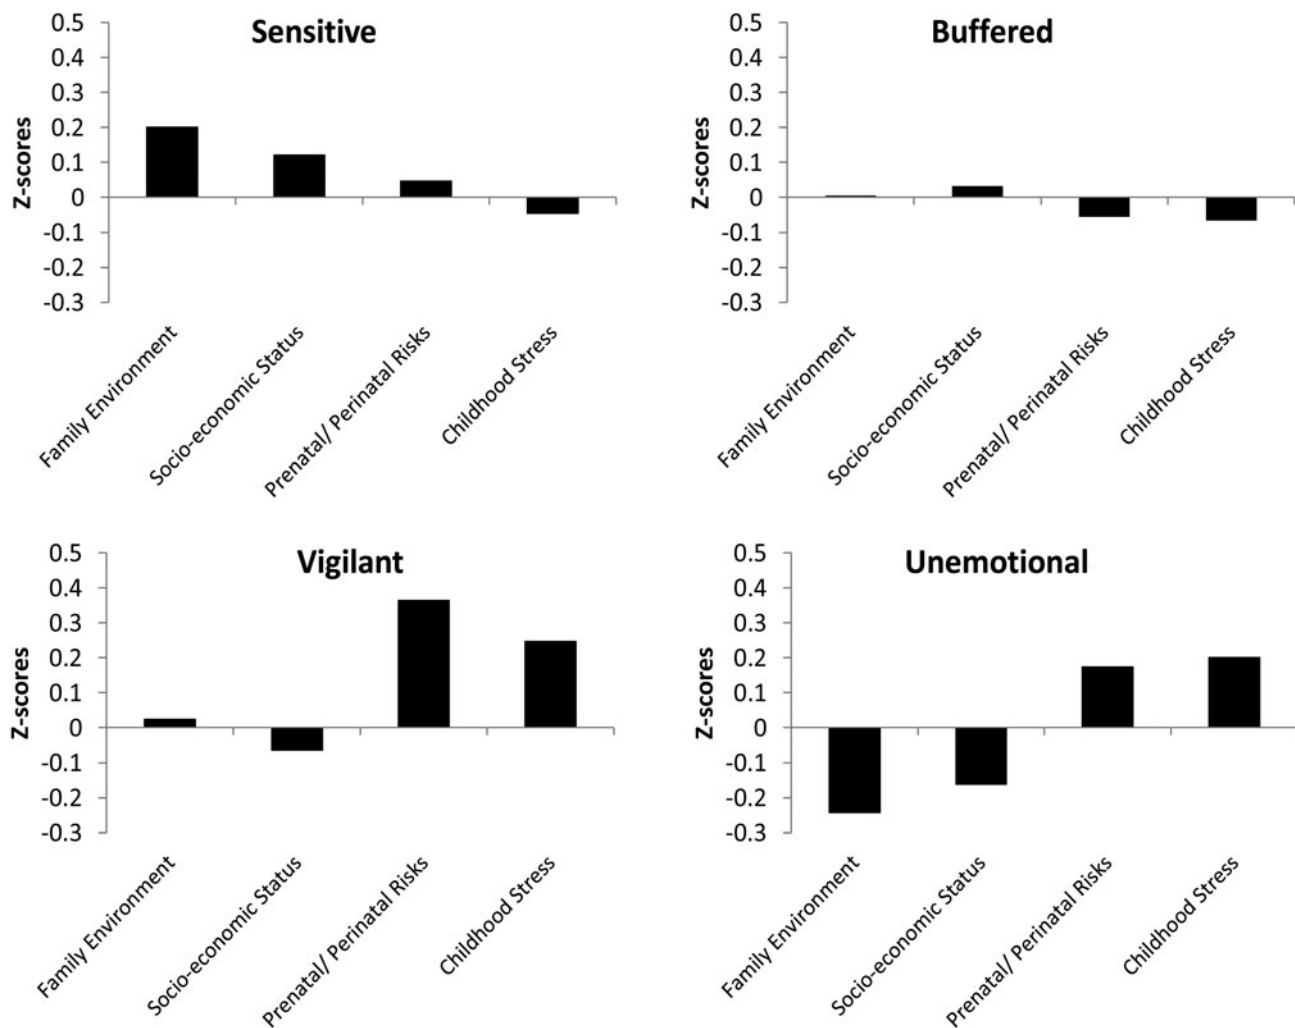 Sensitive
Z-scores
0.5
0.4
0.3
0.2
0.1
0
-0.1
-0.2
-0.3
Family Environment
Socio-economic Status
Prenatal/ Perinatal Risks
Childhood Stress
Buffered
Z-scores
0.5
0.4
0.3
0.2
0.1
0
-0.1
-0.2
-0.3
Family Environment
Socio-economic Status
Prenatal/ Perinatal Risks
Childhood Stress
Vigilant
Z-scores
0.5
0.4
0.3
0.2
0.1
0
-0.1
-0.2
-0.3
Family Environment
Socio-economic Status
Prenatal/ Perinatal Risks
Childhood Stress
Unemotional
Z-scores
0.5
0.4
0.3
0.2
0.1
0
-0.1
-0.2
-0.3
Family Environment
Socio-economic Status
Prenatal/ Perinatal Risks
Childhood Stress